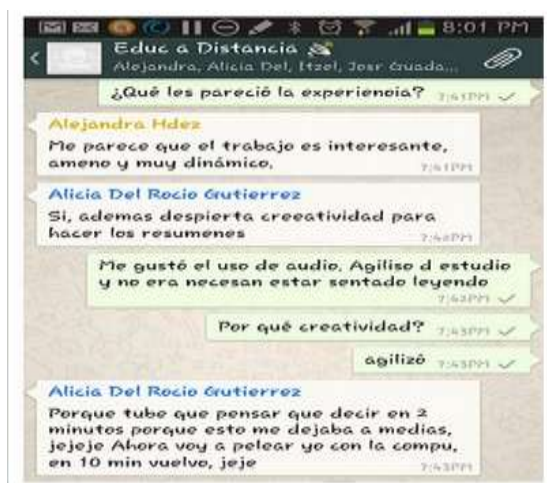 8:01 PM
Educ a Distancia
Alejandra, Alicia Del, Itzel, Josr Guada...
¿Qué les pareció la experiencia? 7:41PM
Alejandra Hdez
Me parece que el trabajo es interesante,
ameno y muy dinámico. 7:41PM
Alicia Del Rocio Gutierrez
Si, ademas despierta creeatividad para
hacer los resumenes 7:42PM
Me gustó el uso de audio. Agiliso d estudio
y no era necesan estar sentado leyendo
7:43PM
Por qué creatividad? 7:43PM
agilizó 7:43PM
Alicia Del Rocio Gutierrez
Porque tube que pensar que decir en 2
minutos porque esto me dejaba a medias,
jejeje Ahora voy a pelear yo con la compu,
en 10 min vuelvo, jeje 7:43PM